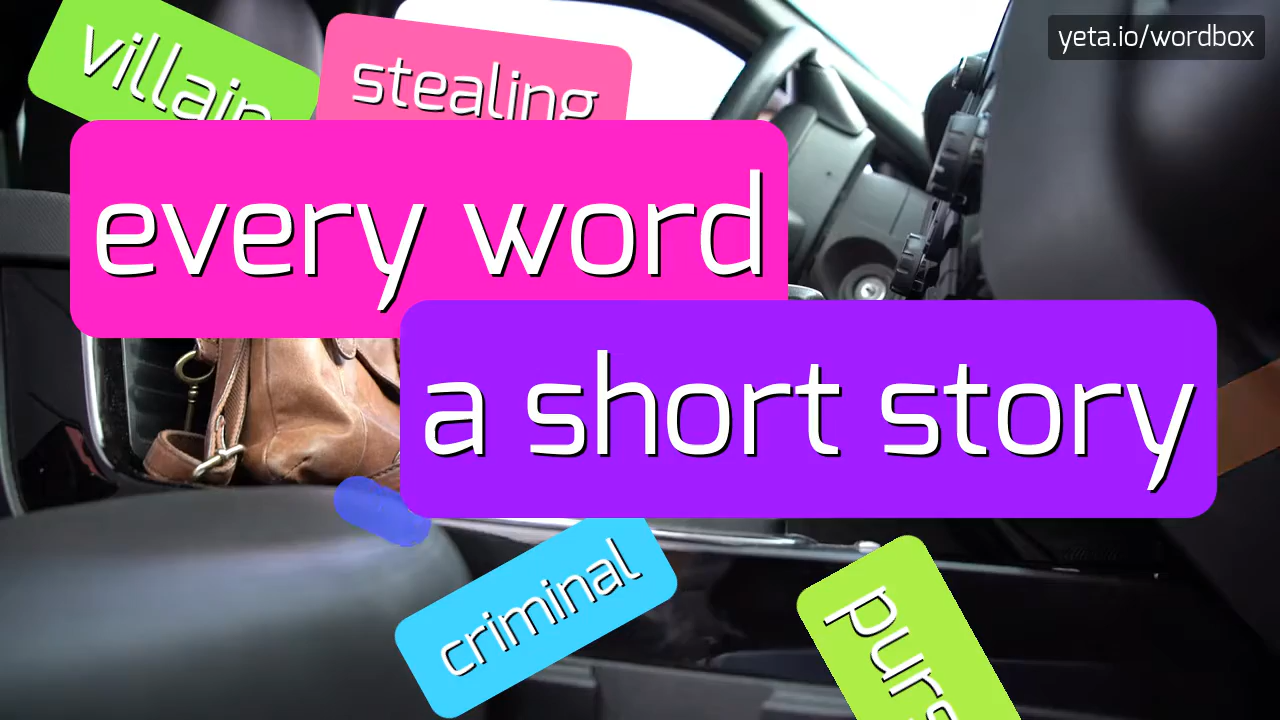 yeta.io/wordbox
villain
stealing
every word
a short story
criminal